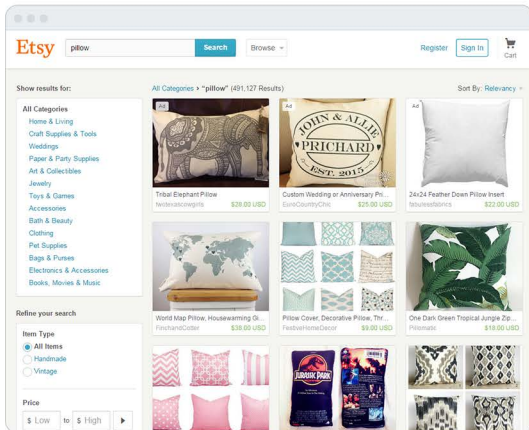 Etsy
pillow
Search
Browse
Register
Sign In
Cart
Show results for:
All Categories
Home & Living
Craft Supplies & Tools
Weddings
Paper & Party Supplies
Art & Collectibles
Jewelry
Toys & Games
Accessories
Bath & Beauty
Clothing
Pet Supplies
Bags & Purses
Electronics & Accessories
Books, Movies & Music
Refine your search
Item Type
All Items
Handmade
Vintage
Price
$ Low to $ High
All Categories › "pillow" (491,127 Results)
Sort By: Relevancy
Ad
Tribal Elephant Pillow
twotexascowgirls $28.00 USD
Ad
JOHN & ALLIE
PRICHARD
EST. 2015
Custom Wedding or Anniversary Pri...
$25.00 USD
Ad
24x24 Feather Down Pillow Insert
$22.00 USD
World Map Pillow, Housewarming Gi...
FinchandCotter $38.00 USD
Pillow Cover, Decorative Pillow, Thr...
FestiveHomeDecor $9.00 USD
One Dark Green Tropical Jungle Zip...
Pillomatic $18.00 USD
JURASSIC PARK